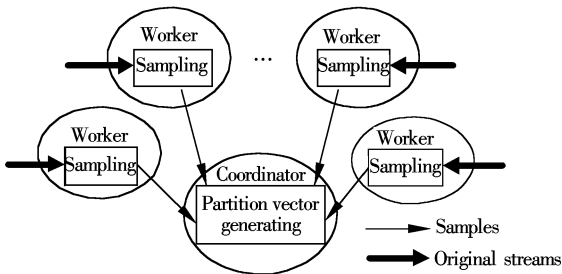 Worker
Sampling
...
Worker
Sampling
Worker
Sampling
Worker
Sampling
Coordinator
Partition vector
generating
Samples
Original streams